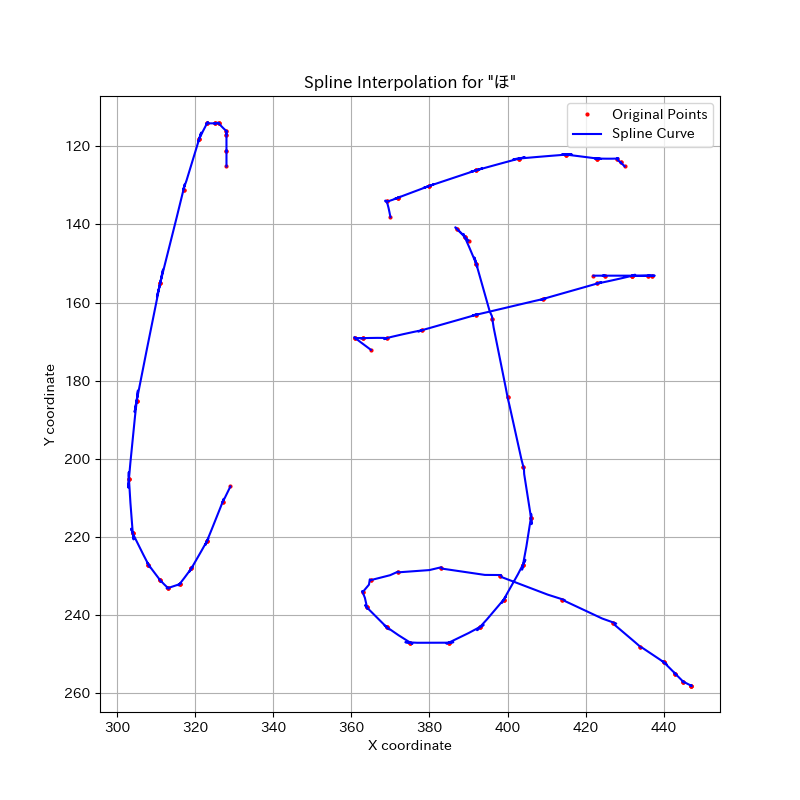 Spline Interpolation for "ほ"
Original Points
Spline Curve
120
140
160
180
200
220
240
260
Y coordinate
300 320 340 360 380 400 420 440
X coordinate
ほ